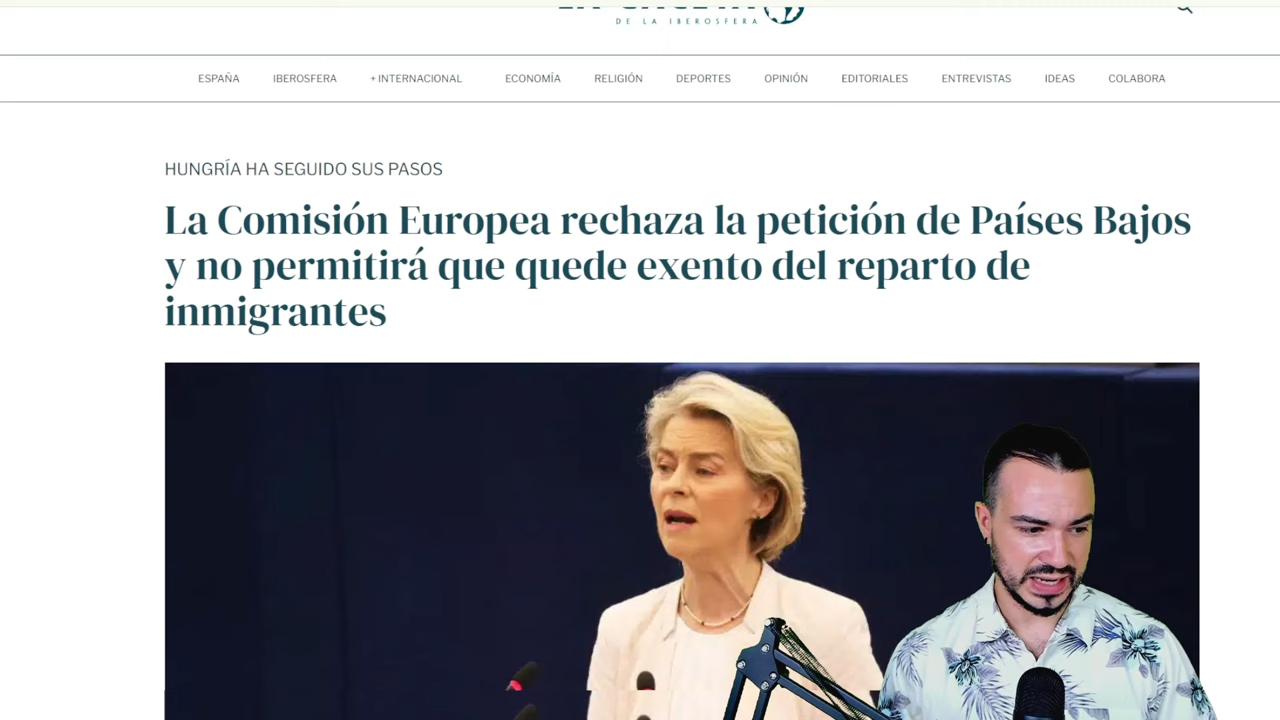 DE LA IBEROSFERA
ESPAÑA IBEROSFERA + INTERNACIONAL ECONOMÍA RELIGIÓN DEPORTES OPINIÓN EDITORIALES ENTREVISTAS IDEAS COLABORA
HUNGRÍA HA SEGUIDO SUS PASOS
La Comisión Europea rechaza la petición de Países Bajos
y no permitirá que quede exento del reparto de
inmigrantes